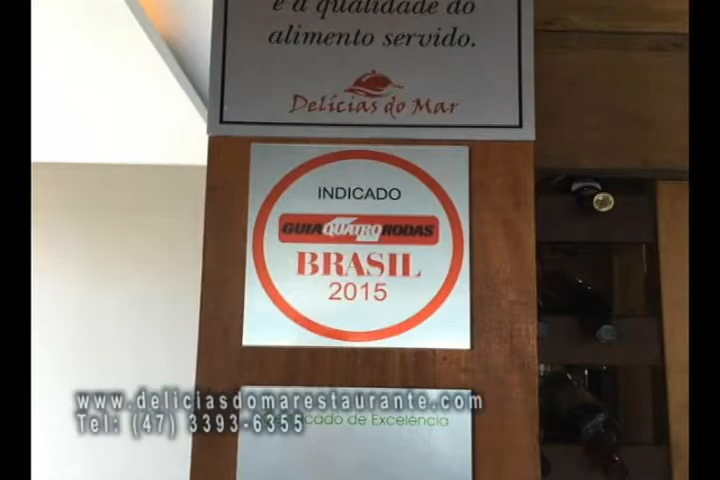 e a qualidade do
alimento servido.
Delícias do Mar
INDICADO
GUIA QUATRO RODAS
BRASIL
2015
www.deliciasdomarestaurante.com
Tel: (47) 3393-6355
de Excelência